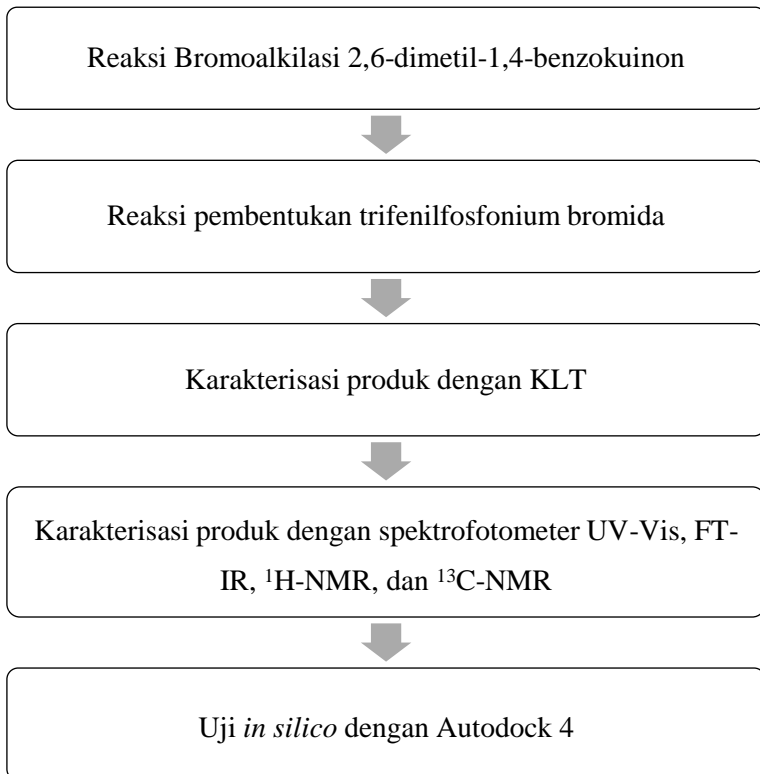 Reaksi Bromoalkilasi 2,6-dimetil-1,4-benzokuinon
Reaksi pembentukan trifenilfosfonium bromida
Karakterisasi produk dengan KLT
Karakterisasi produk dengan spektrofotometer UV-Vis, FT-
IR, ¹H-NMR, dan ¹³C-NMR
Uji in silico dengan Autodock 4